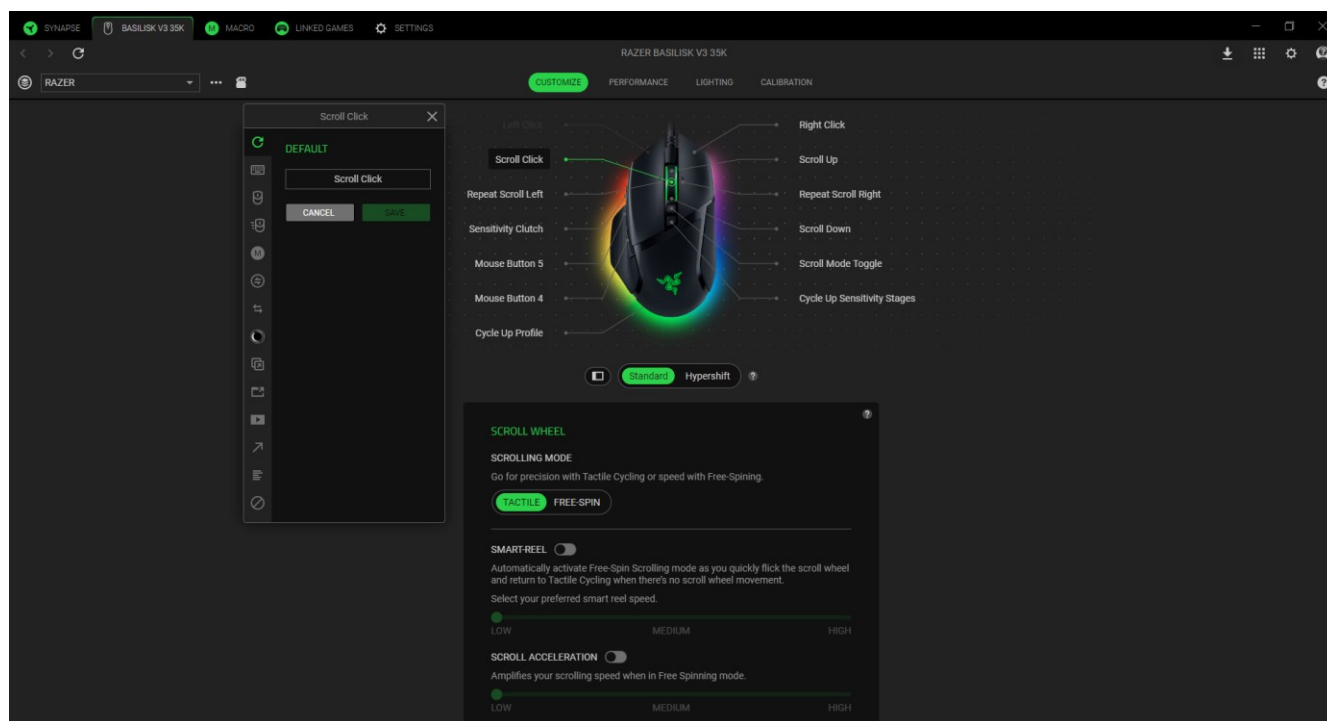 SYNAPSE BASILISK V3 35K MACRO LINKED GAMES SETTINGS
RAZER BASILISK V3 35K
RAZER CUSTOMIZE PERFORMANCE LIGHTING CALIBRATION
Scroll Click
DEFAULT
Scroll Click
CANCEL SAVE
Left Click
Scroll Click
Repeat Scroll Left
Sensitivity Clutch
Mouse Button 5
Mouse Button 4
Cycle Up Profile
Right Click
Scroll Up
Repeat Scroll Right
Scroll Down
Scroll Mode Toggle
Cycle Up Sensitivity Stages
Standard Hypershift ?
SCROLL WHEEL
SCROLLING MODE
Go for precision with Tactile Cycling or speed with Free-Spining.
TACTILE FREE-SPIN
SMART-REEL
Automatically activate Free-Spin Scrolling mode as you quickly flick the scroll wheel
and return to Tactile Cycling when there's no scroll wheel movement.
Select your preferred smart reel speed.
LOW MEDIUM HIGH
SCROLL ACCELERATION
Amplifies your scrolling speed when in Free Spinning mode.
LOW MEDIUM HIGH